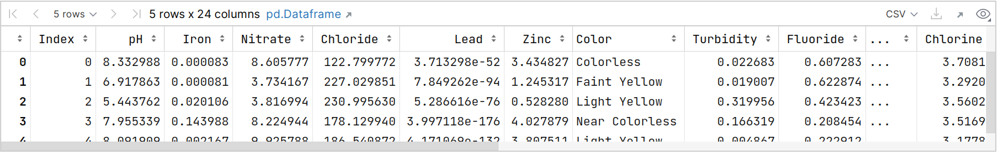 5 rows 5 rows x 24 columns pd.Dataframe CSV
Index pH Iron Nitrate Chloride Lead Zinc Color Turbidity Fluoride ... Chlorine
0 0 8.332988 0.000083 8.605777 122.799772 3.713298e-52 3.434827 Colorless 0.022683 0.607283 ... 3.7081
1 1 6.917863 0.000081 3.734167 227.029851 7.849262e-94 1.245317 Faint Yellow 0.019007 0.622874 ... 3.2920
2 2 5.443762 0.020106 3.816994 230.995630 5.286616e-76 0.528280 Light Yellow 0.319956 0.423423 ... 3.5602
3 3 7.955339 0.143988 8.224944 178.129940 3.997118e-176 4.027879 Near Colorless 0.166319 0.208454 ... 3.5169
4 4 8.091909 0.002167 9.925788 186.540872 4.171069e-132 3.807511 Light Yellow 0.004867 0.222912 ... 3.1778